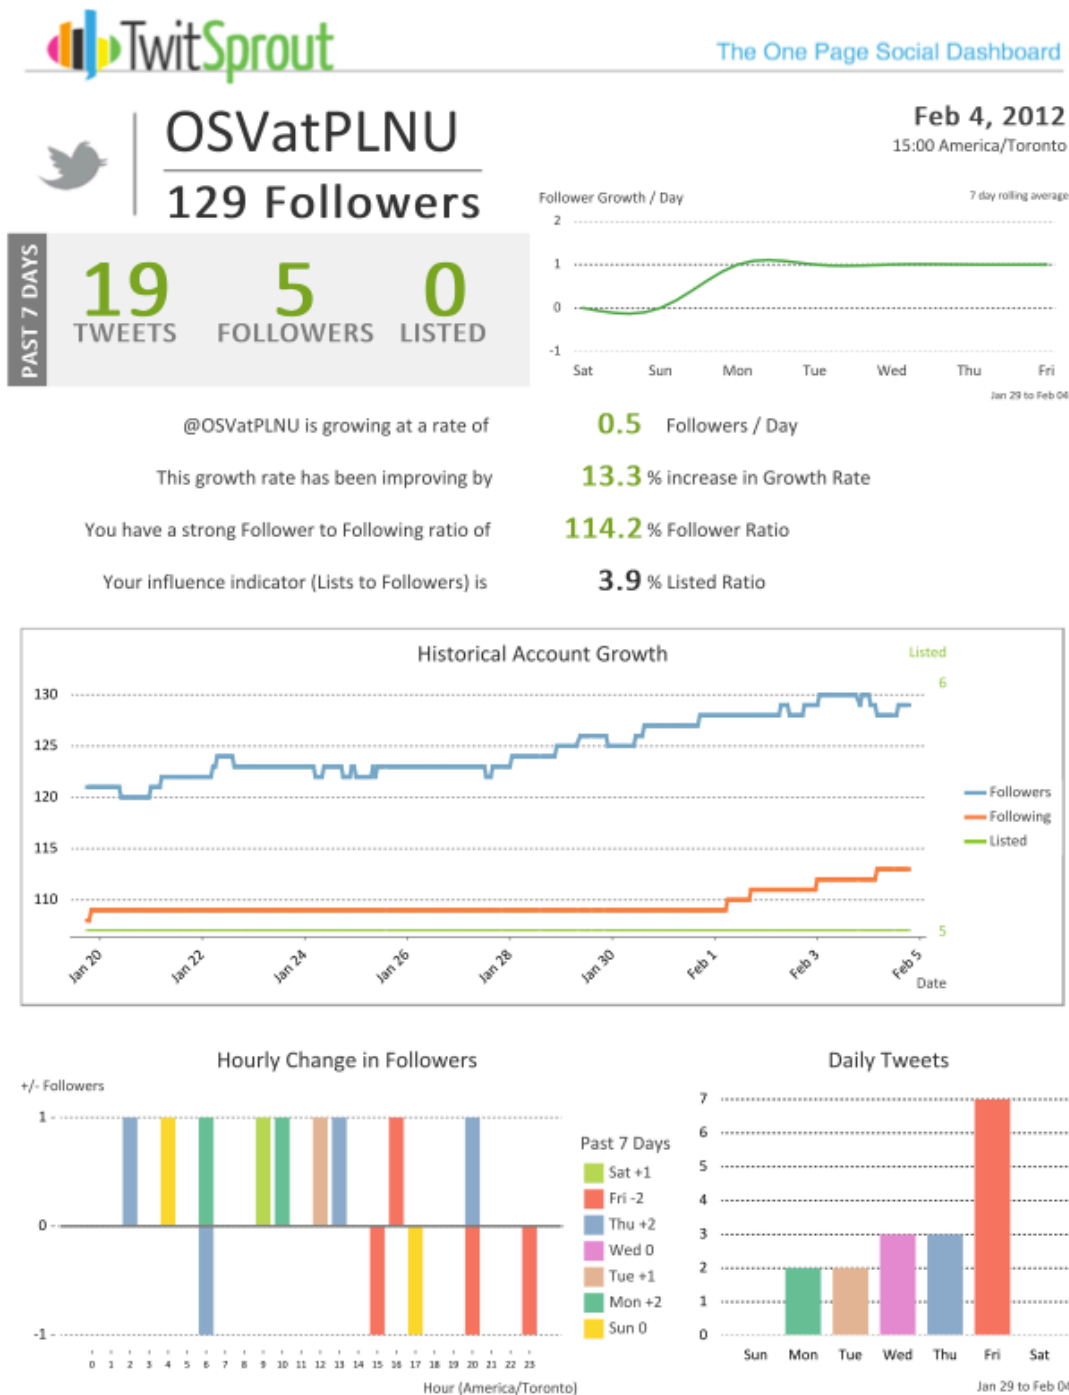 TwitSprout
The One Page Social Dashboard
OSVatPLNU
129 Followers
Feb 4, 2012
15:00 America/Toronto
PAST 7 DAYS
19 5 0
TWEETS FOLLOWERS LISTED
Follower Growth / Day 7 day rolling average
2
1
0
-1
Sat Sun Mon Tue Wed Thu Fri
Jan 29 to Feb 04
@OSVatPLNU is growing at a rate of 0.5 Followers / Day
This growth rate has been improving by 13.3 % increase in Growth Rate
You have a strong Follower to Following ratio of 114.2 % Follower Ratio
Your influence indicator (Lists to Followers) is 3.9 % Listed Ratio
Historical Account Growth
Listed
6
130
125
120
115
110
5
Followers
Following
Listed
Jan 20 Jan 22 Jan 24 Jan 26 Jan 28 Jan 30 Feb 1 Feb 3 Feb 5
Date
Hourly Change in Followers
+/- Followers
1
0
-1
0 1 2 3 4 5 6 7 8 9 10 11 12 13 14 15 16 17 18 19 20 21 22 23
Hour (America/Toronto)
Past 7 Days
Sat +1
Fri -2
Thu +2
Wed 0
Tue +1
Mon +2
Sun 0
Daily Tweets
7
6
5
4
3
2
1
0
Sun Mon Tue Wed Thu Fri Sat
Jan 29 to Feb 04